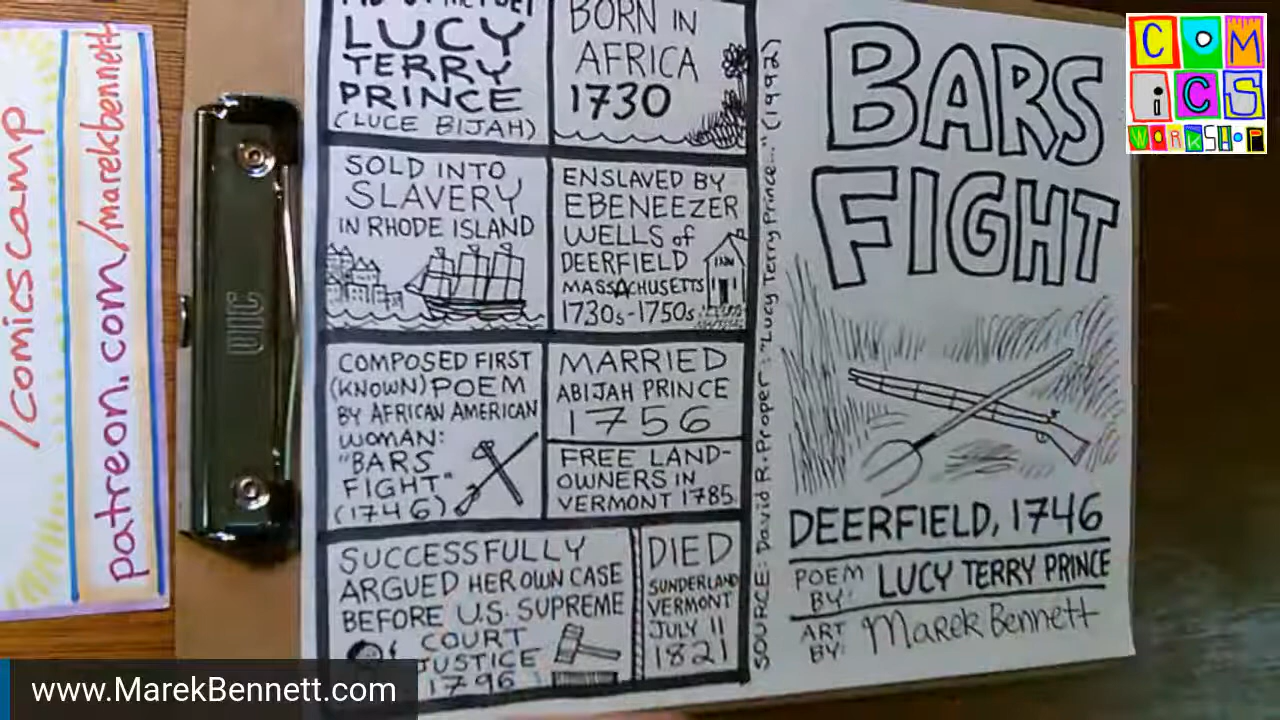 /comicscamp
patreon.com/marekbennett
DIC
LUCY
TERRY
PRINCE
(LUCE BIJAH)
BORN IN
AFRICA
1730
SOLD INTO
SLAVERY
IN RHODE ISLAND
ENSLAVED BY
EBENEEZER
WELLS of
DEERFIELD
MASSACHUSETTS
1730s-1750s
COMPOSED FIRST
(KNOWN) POEM
BY AFRICAN AMERICAN
WOMAN:
"BARS
FIGHT"
(1746)
MARRIED
ABIJAH PRINCE
1756
FREE LAND-
OWNERS IN
VERMONT 1785
SUCCESSFULLY
ARGUED HER OWN CASE
BEFORE U.S. SUPREME
COURT
JUSTICE
1796
DIED
SUNDERLAND
VERMONT
JULY 11
1821
SOURCE: David R. Proper: "Lucy Terry Prince..." (1992)
BARS
FIGHT
DEERFIELD, 1746
POEM
BY: LUCY TERRY PRINCE
ART
BY: Marek Bennett
COM
iCS
WORKSHOP
www.MarekBennett.com